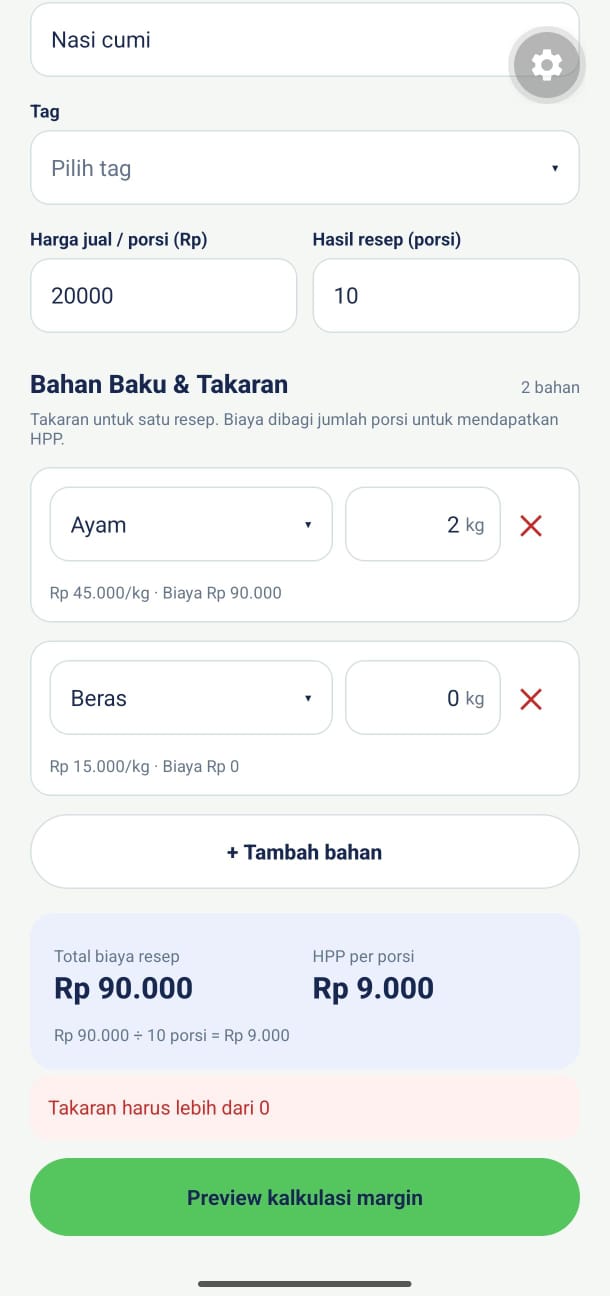 Nasi cumi
Tag
Pilih tag
Harga jual / porsi (Rp)
Hasil resep (porsi)
20000
10
Bahan Baku & Takaran
2 bahan
Takaran untuk satu resep. Biaya dibagi jumlah porsi untuk mendapatkan
HPP.
Ayam
2 kg
Rp 45.000/kg · Biaya Rp 90.000
Beras
0 kg
Rp 15.000/kg · Biaya Rp 0
+ Tambah bahan
Total biaya resep
HPP per porsi
Rp 90.000
Rp 9.000
Rp 90.000 ÷ 10 porsi = Rp 9.000
Takaran harus lebih dari 0
Preview kalkulasi margin